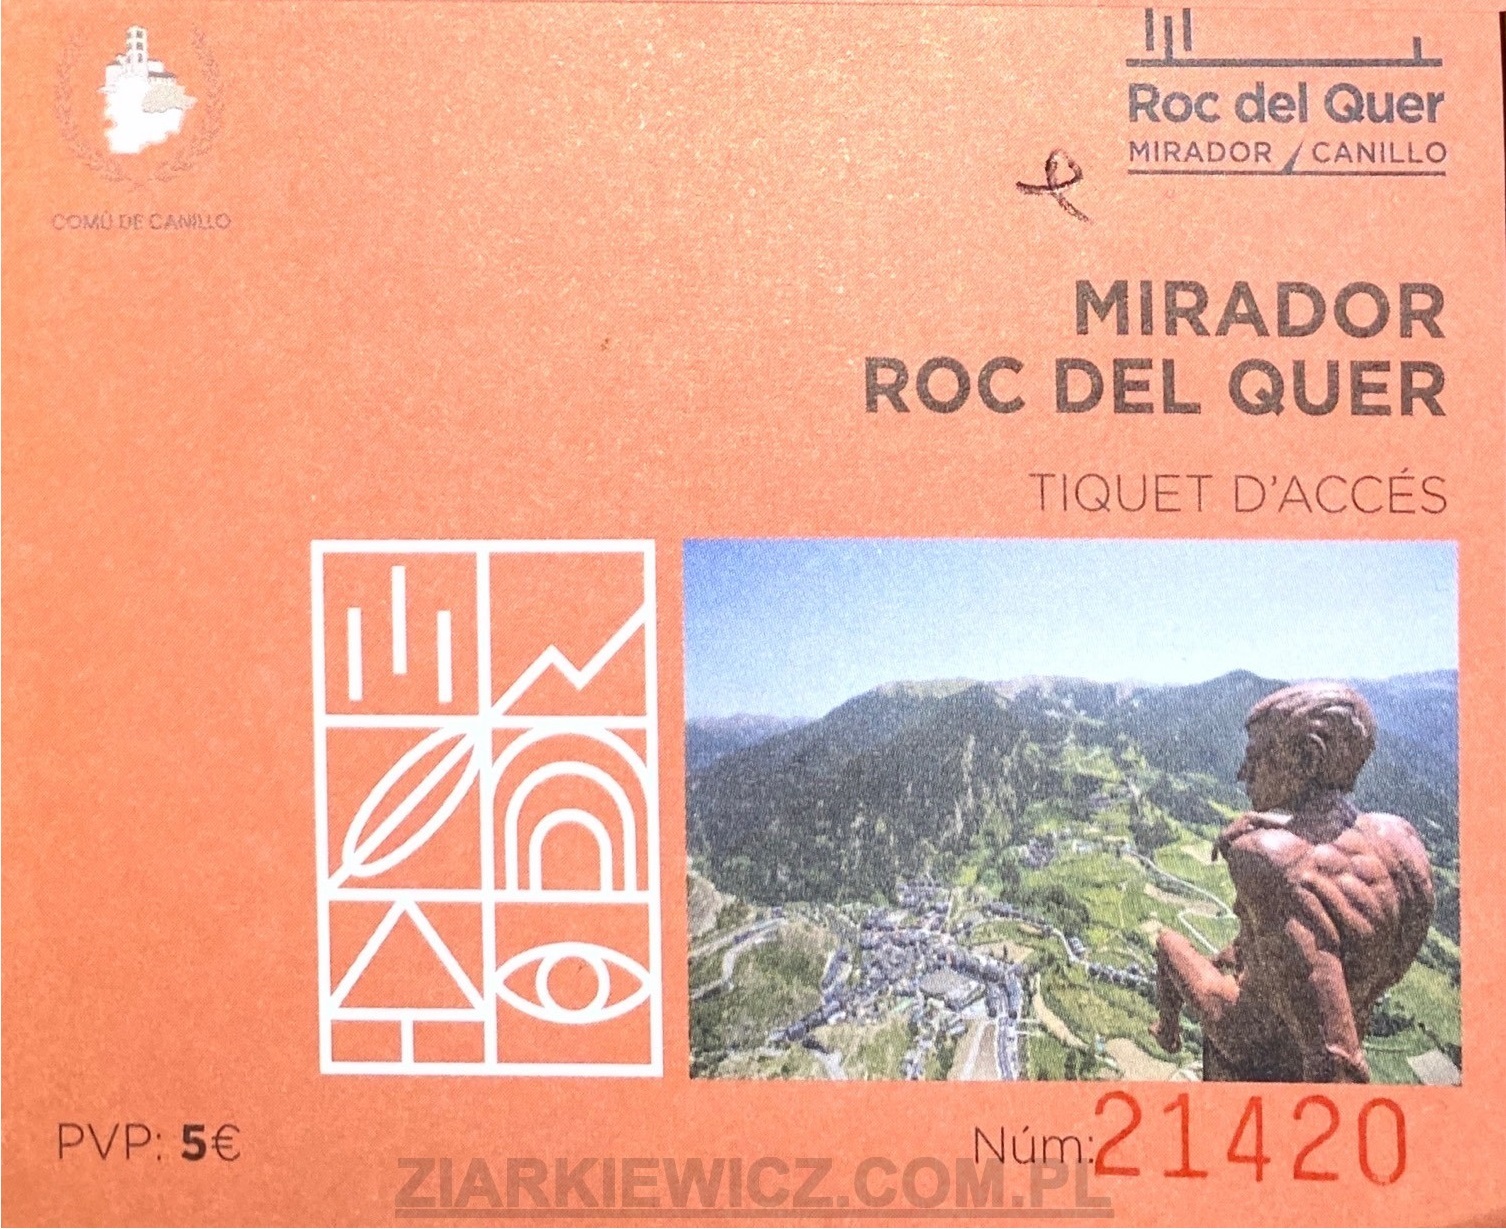 COMÚ DE CANILLO
Roc del Quer
MIRADOR / CANILLO
MIRADOR
ROC DEL QUER
TIQUET D'ACCÉS
PVP: 5€
Núm: 21420
ZIARKIEWICZ.COM.PL